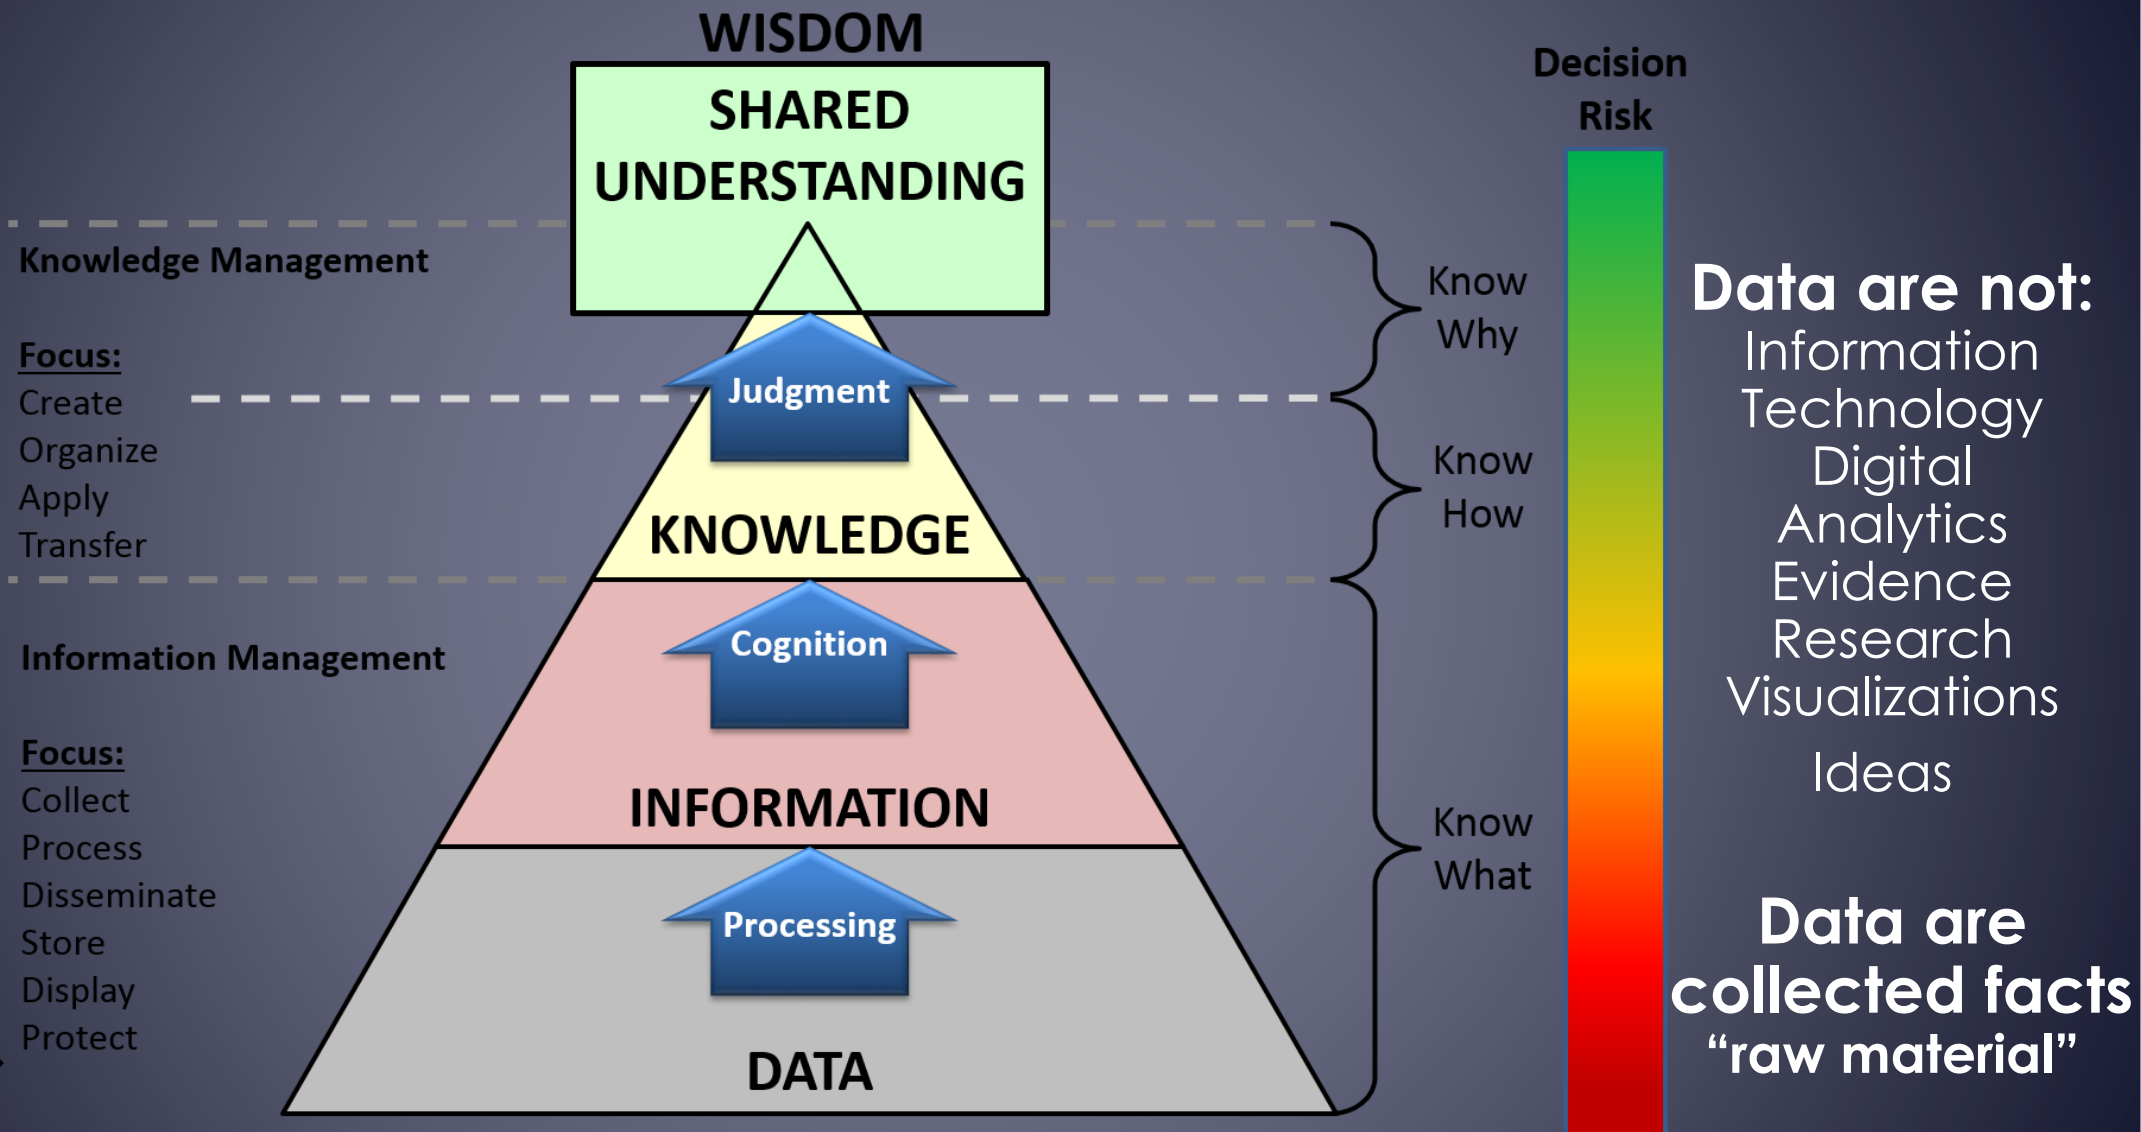 WISDOM
SHARED
UNDERSTANDING
Knowledge Management
Focus:
Create
Organize
Apply
Transfer
Judgment
KNOWLEDGE
Information Management
Focus:
Collect
Process
Disseminate
Store
Display
Protect
Cognition
INFORMATION
Processing
DATA
Know
Why
Know
How
Know
What
Decision
Risk
Data are not:
Information
Technology
Digital
Analytics
Evidence
Research
Visualizations
Ideas
Data are
collected facts
“raw material”